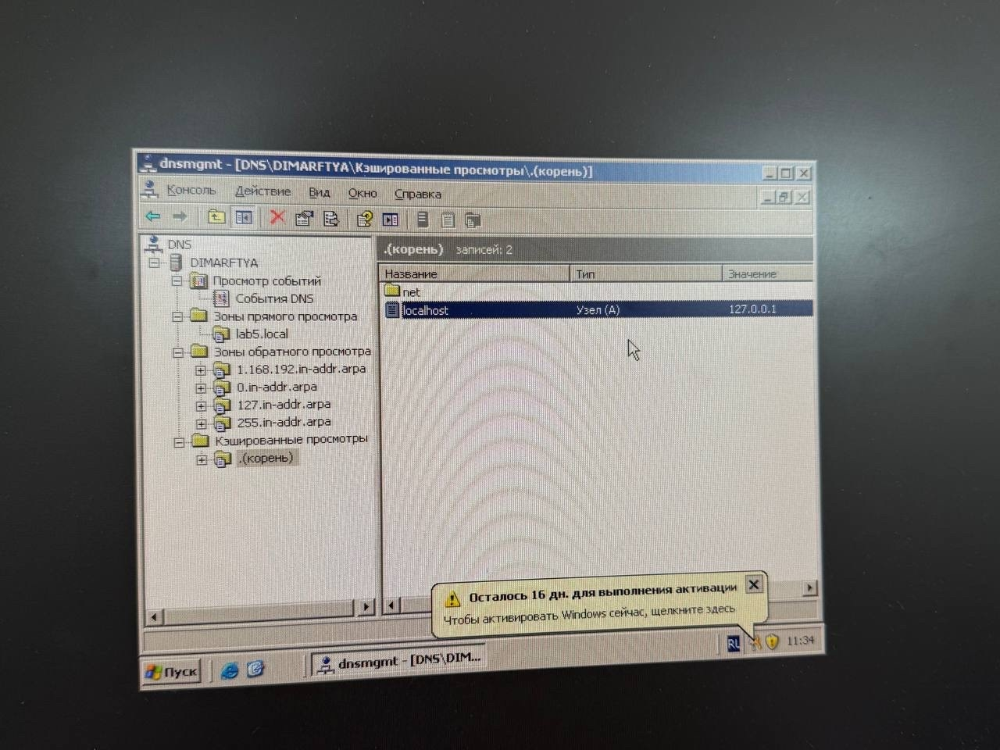 dnsmgmt - [DNS\DIMARFTYA\Кэшированные просмотры\.(корень)]
Консоль Действие Вид Окно Справка
DNS
DIMARFTYA
Просмотр событий
События DNS
Зоны прямого просмотра
lab5.local
Зоны обратного просмотра
1.168.192.in-addr.arpa
0.in-addr.arpa
127.in-addr.arpa
255.in-addr.arpa
Кэшированные просмотры
.(корень)
.(корень) записей: 2
Название Тип Значение
net
localhost Узел (A) 127.0.0.1
Осталось 16 дн. для выполнения активации
Чтобы активировать Windows сейчас, щелкните здесь
Пуск
dnsmgmt - [DNS\DIM...
RU
11:34